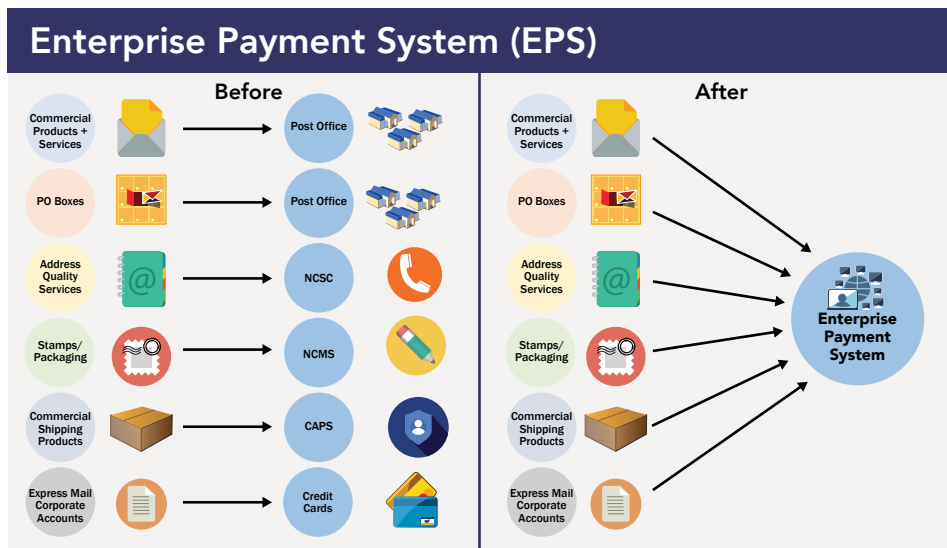 Enterprise Payment System (EPS)
Before
Commercial
Products +
Services
Post Office
PO Boxes
Post Office
Address
Quality
Services
@
NCSC
Stamps/
Packaging
NCMS
Commercial
Shipping
Products
CAPS
Express Mail
Corporate
Accounts
Credit
Cards
After
Commercial
Products +
Services
PO Boxes
Address
Quality
Services
@
Stamps/
Packaging
Commercial
Shipping
Products
Express Mail
Corporate
Accounts
Enterprise
Payment
System